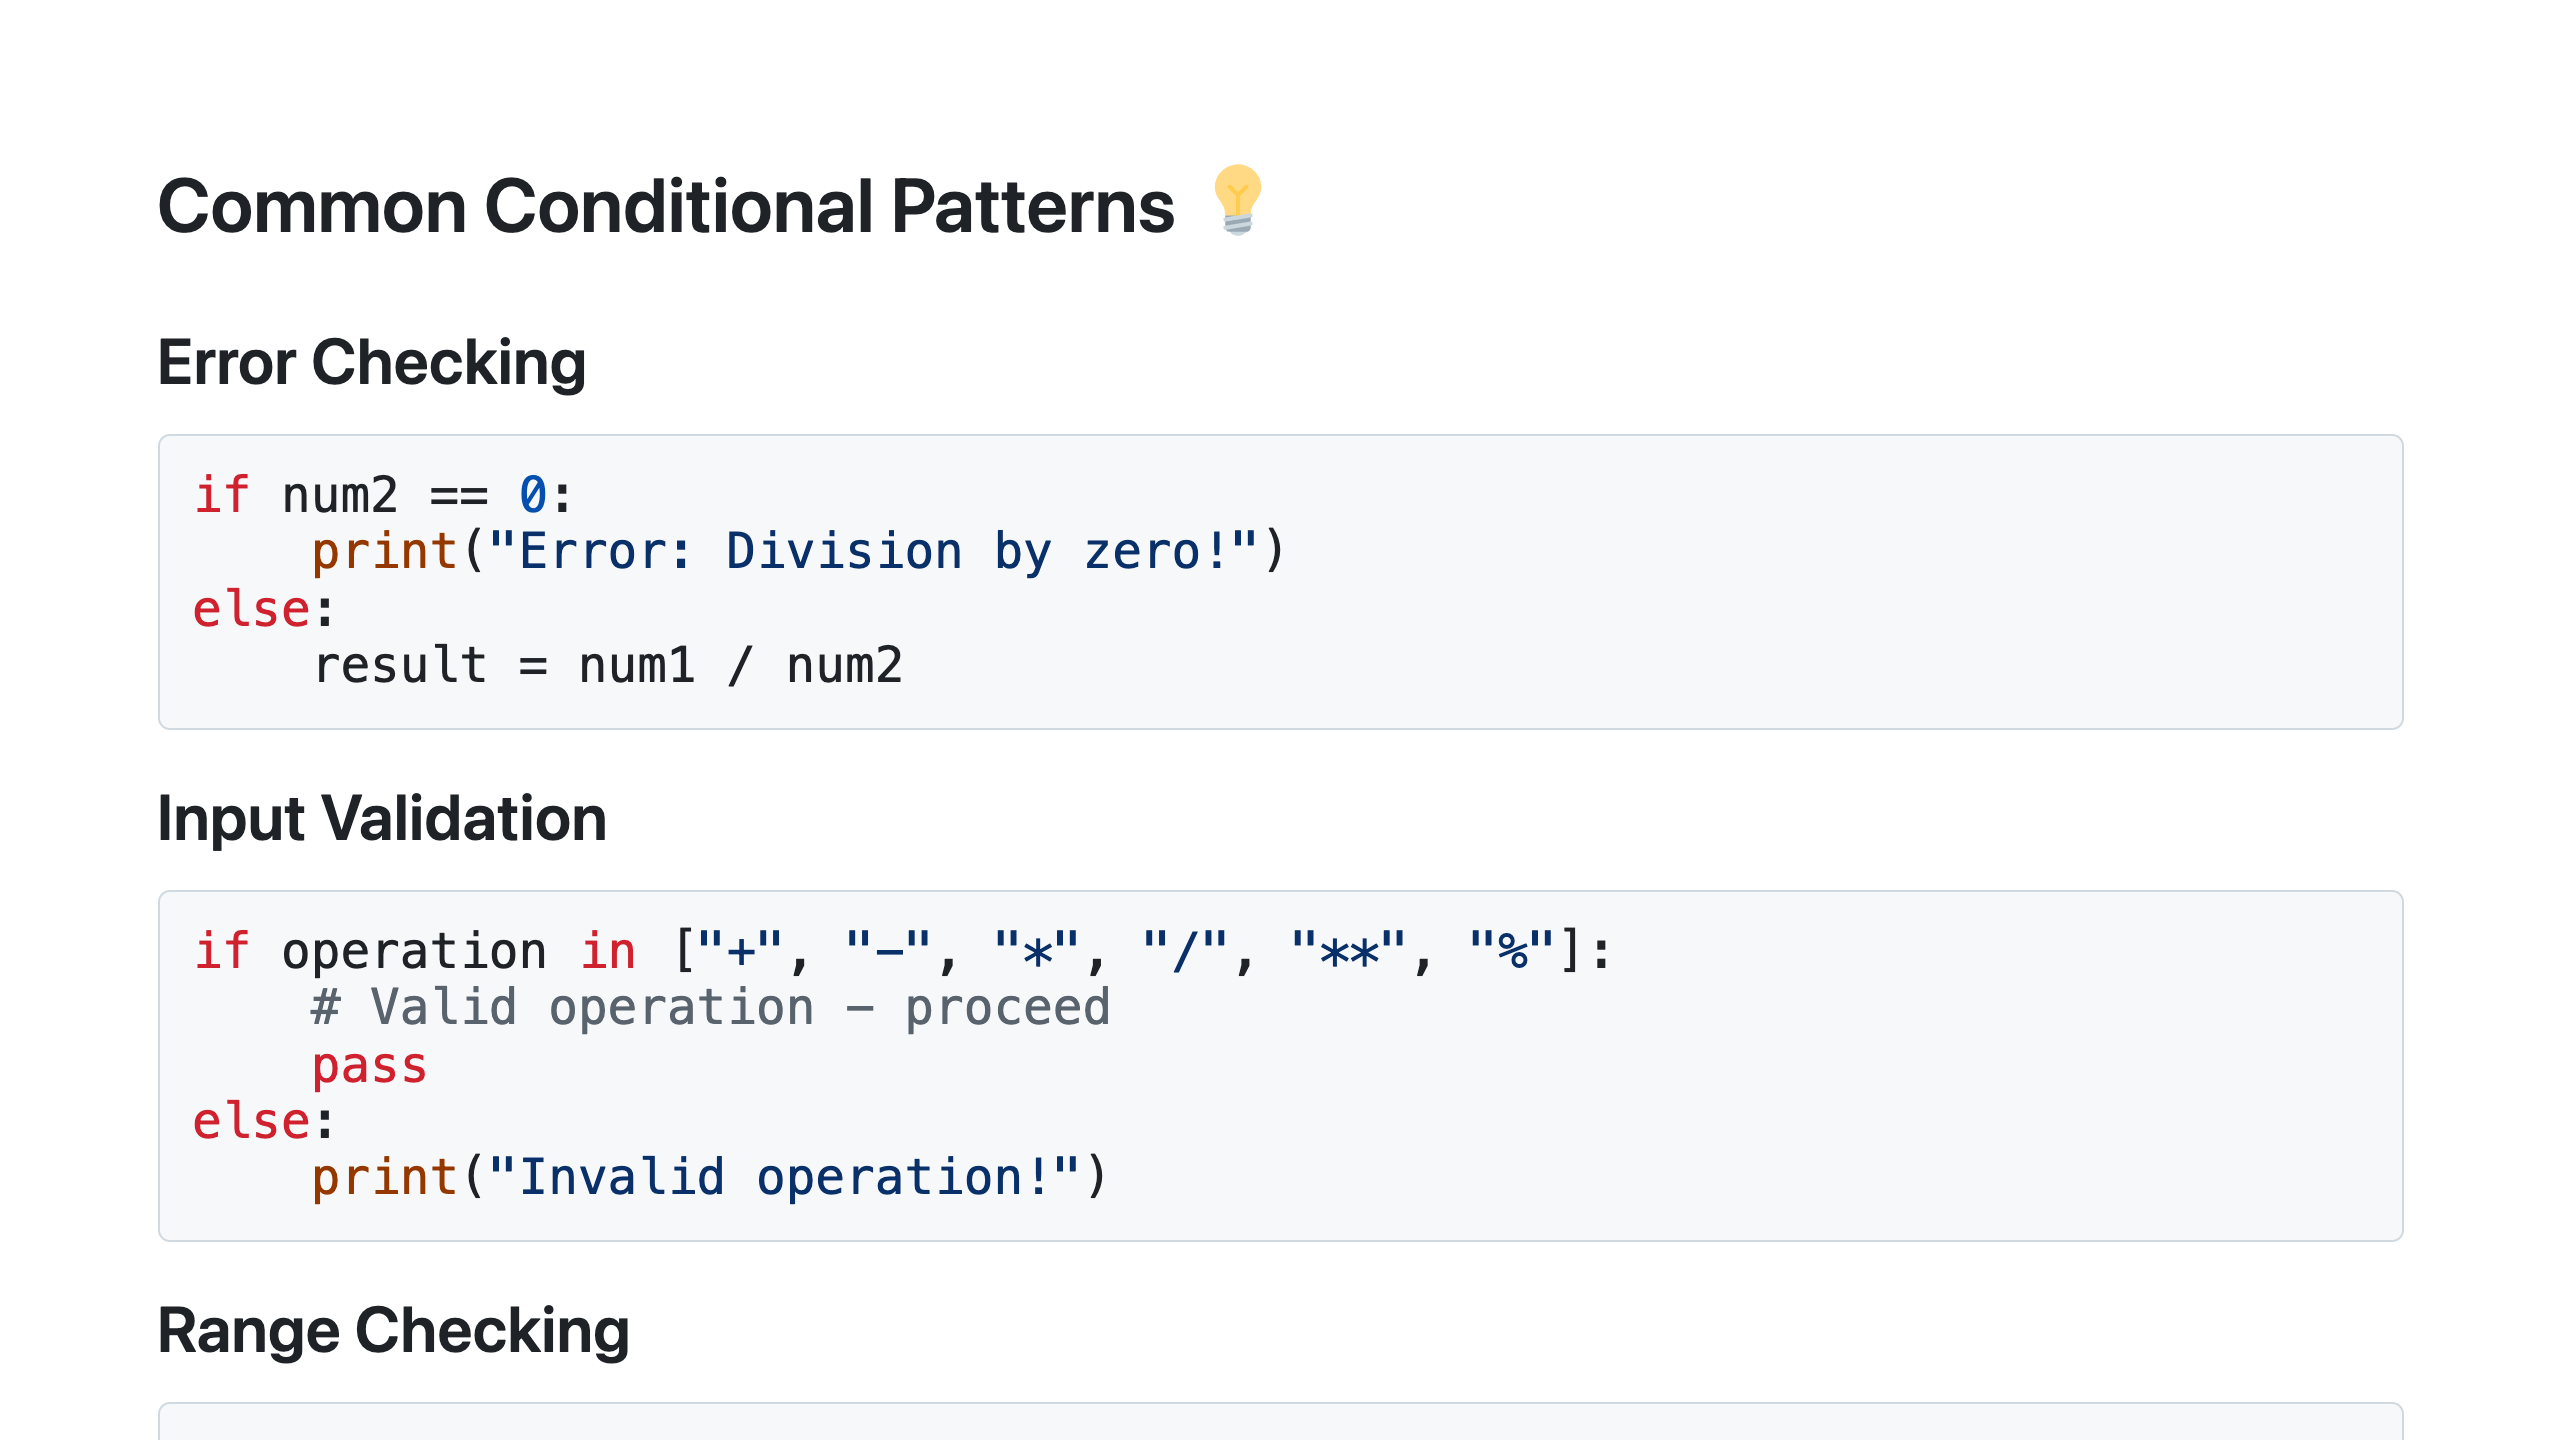 Common Conditional Patterns 💡
Error Checking
if num2 == 0:
    print("Error: Division by zero!")
else:
    result = num1 / num2
Input Validation
if operation in ["+", "-", "*", "/", "**", "%"]:
    # Valid operation - proceed
    pass
else:
    print("Invalid operation!")
Range Checking